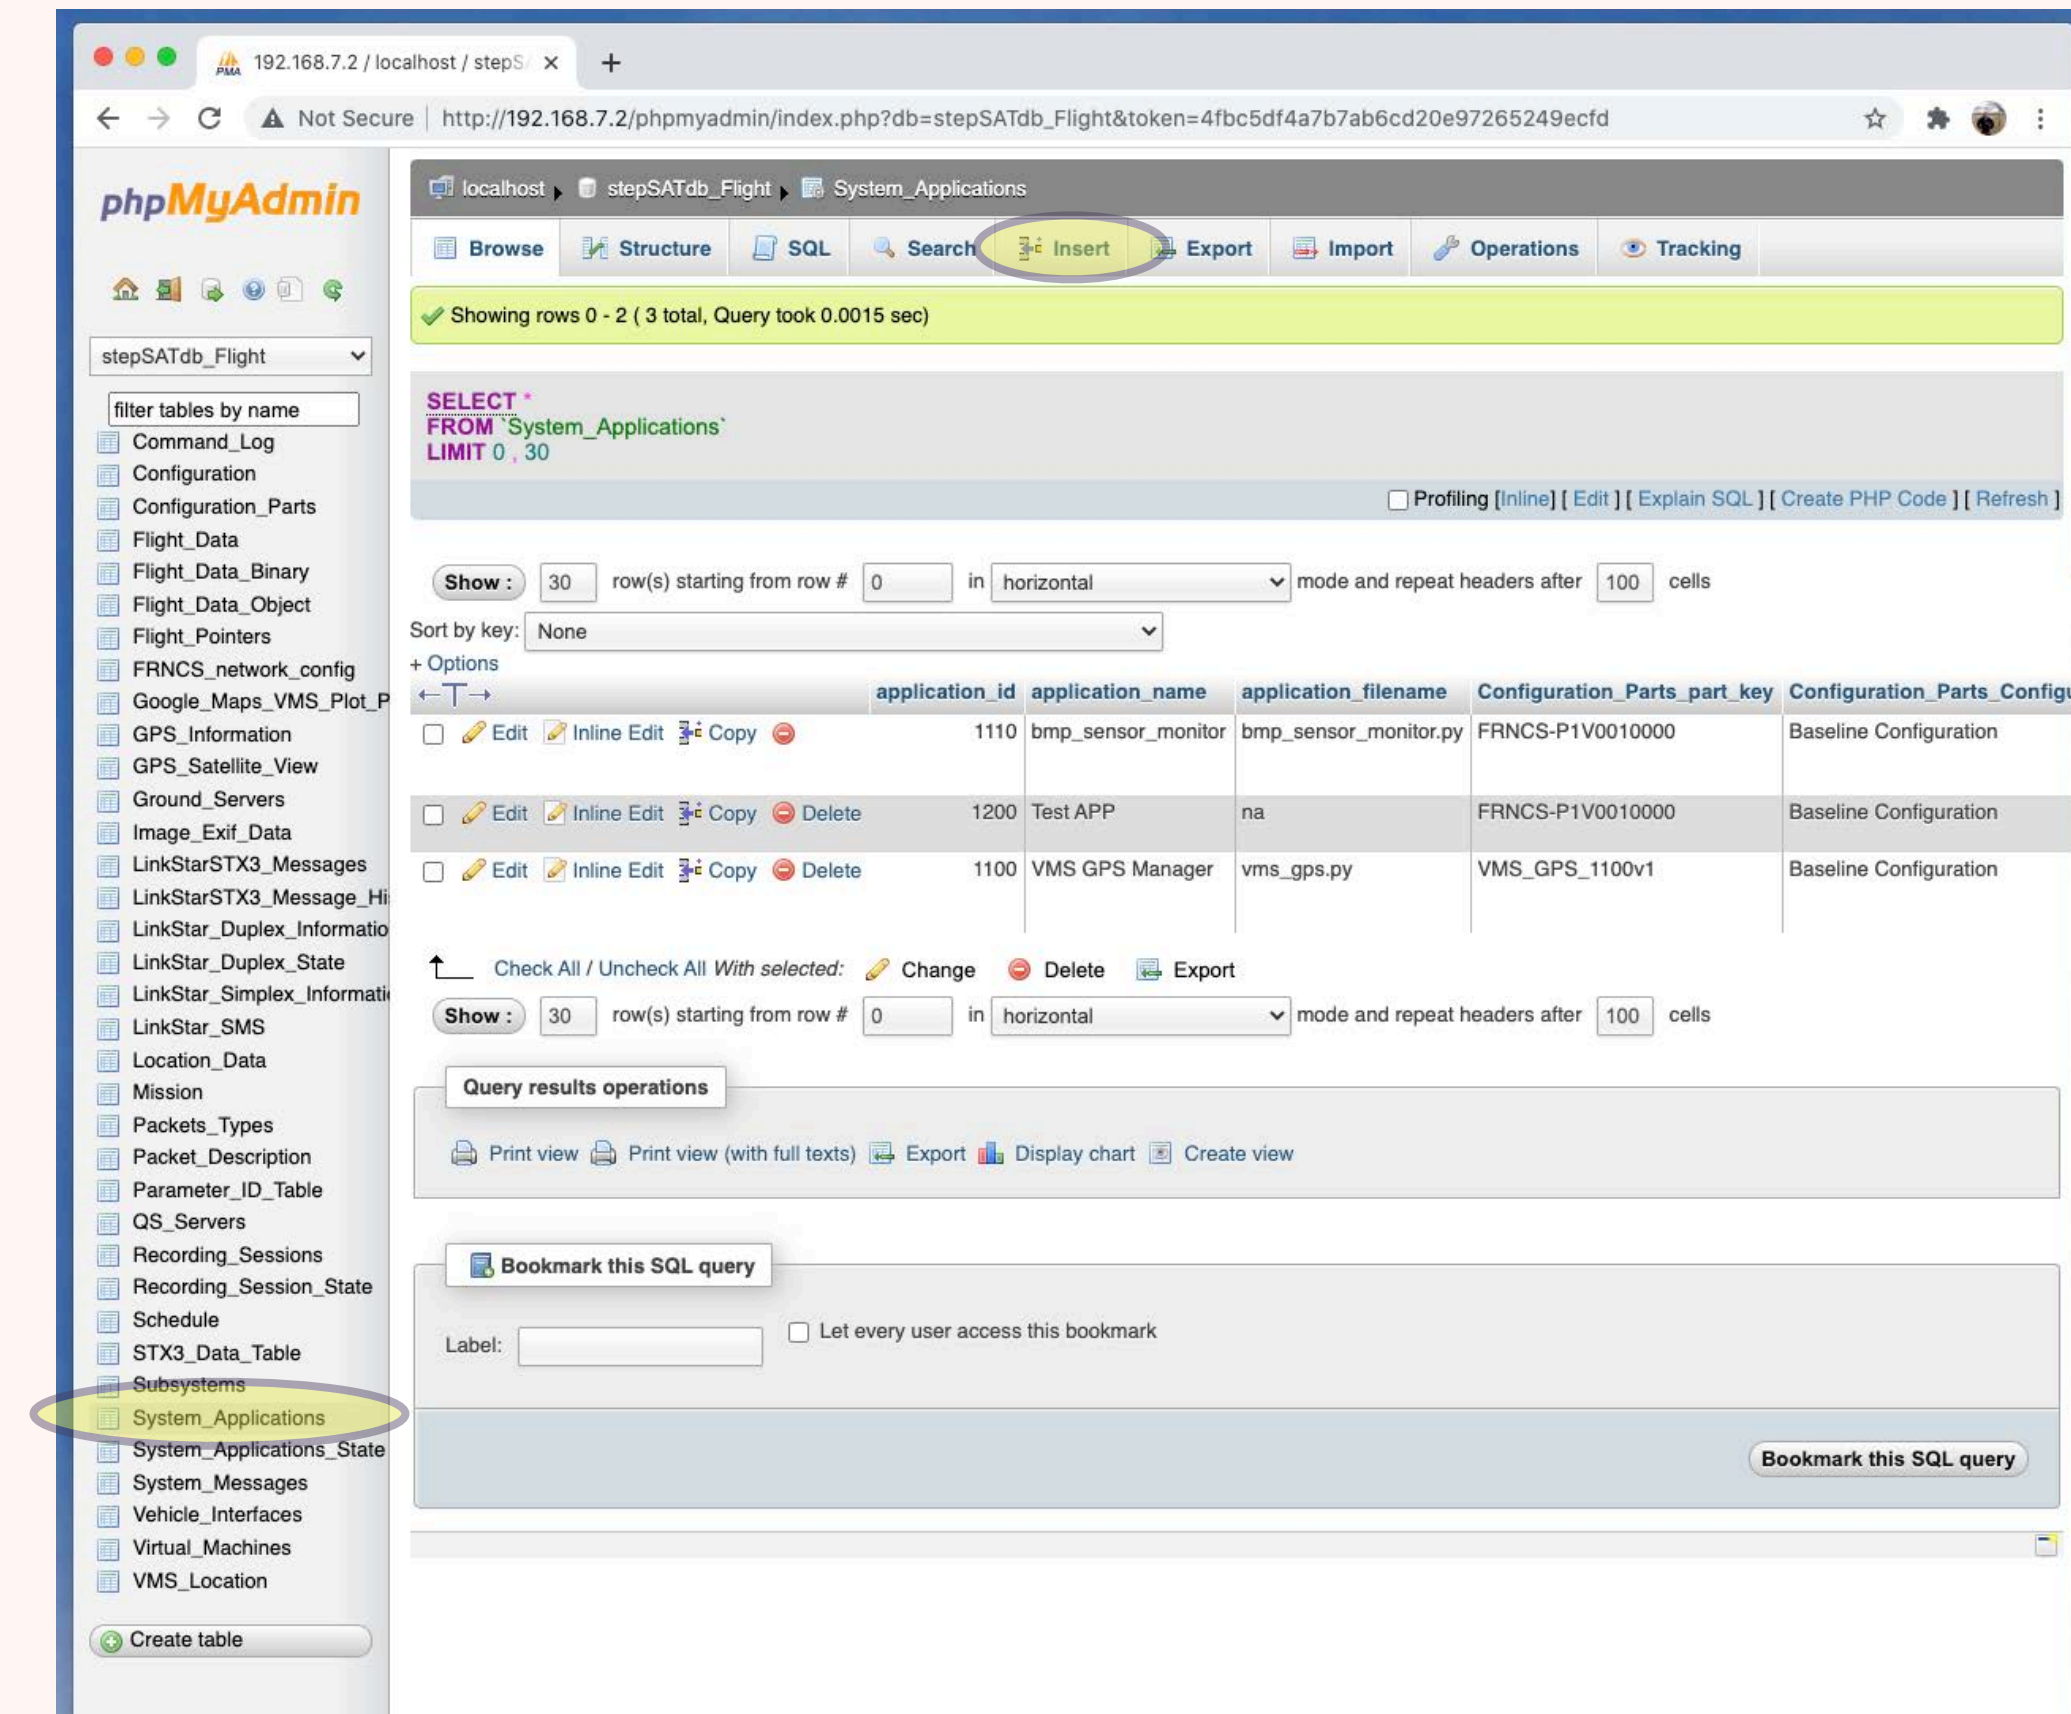 192.168.7.2 / localhost / stepS
Not Secure | http://192.168.7.2/phpmyadmin/index.php?db=stepSATdb_Flight&token=4fbc5df4a7b7ab6cd20e97265249ecfd
phpMyAdmin
stepSATdb_Flight
filter tables by name
Command_Log
Configuration
Configuration_Parts
Flight_Data
Flight_Data_Binary
Flight_Data_Object
Flight_Pointers
FRNCS_network_config
Google_Maps_VMS_Plot_P
GPS_Information
GPS_Satellite_View
Ground_Servers
Image_Exif_Data
LinkStarSTX3_Messages
LinkStarSTX3_Message_Hi
LinkStar_Duplex_Informatio
LinkStar_Duplex_State
LinkStar_Simplex_Informati
LinkStar_SMS
Location_Data
Mission
Packets_Types
Packet_Description
Parameter_ID_Table
QS_Servers
Recording_Sessions
Recording_Session_State
Schedule
STX3_Data_Table
Subsystems
System_Applications
System_Applications_State
System_Messages
Vehicle_Interfaces
Virtual_Machines
VMS_Location
Create table
localhost stepSATdb_Flight System_Applications
Browse Structure SQL Search Insert Export Import Operations Tracking
Showing rows 0 - 2 ( 3 total, Query took 0.0015 sec)
SELECT *
FROM `System_Applications`
LIMIT 0 , 30
Profiling [Inline] [ Edit ] [ Explain SQL ] [ Create PHP Code ] [ Refresh ]
Show : 30 row(s) starting from row # 0 in horizontal mode and repeat headers after 100 cells
Sort by key: None
+ Options
←T→ application_id application_name application_filename Configuration_Parts_part_key Configuration_Parts_Configu
Edit Inline Edit Copy 1110 bmp_sensor_monitor bmp_sensor_monitor.py FRNCS-P1V0010000 Baseline Configuration
Edit Inline Edit Copy Delete 1200 Test APP na FRNCS-P1V0010000 Baseline Configuration
Edit Inline Edit Copy Delete 1100 VMS GPS Manager vms_gps.py VMS_GPS_1100v1 Baseline Configuration
Check All / Uncheck All With selected: Change Delete Export
Show : 30 row(s) starting from row # 0 in horizontal mode and repeat headers after 100 cells
Query results operations
Print view Print view (with full texts) Export Display chart Create view
Bookmark this SQL query
Label: Let every user access this bookmark
Bookmark this SQL query